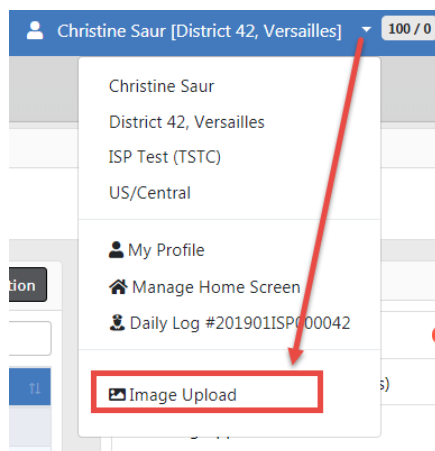 Christine Saur [District 42, Versailles] 100 / 0
Christine Saur
District 42, Versailles
ISP Test (TSTC)
US/Central
My Profile
tion
Manage Home Screen
Daily Log #201901ISP000042
s)
Image Upload